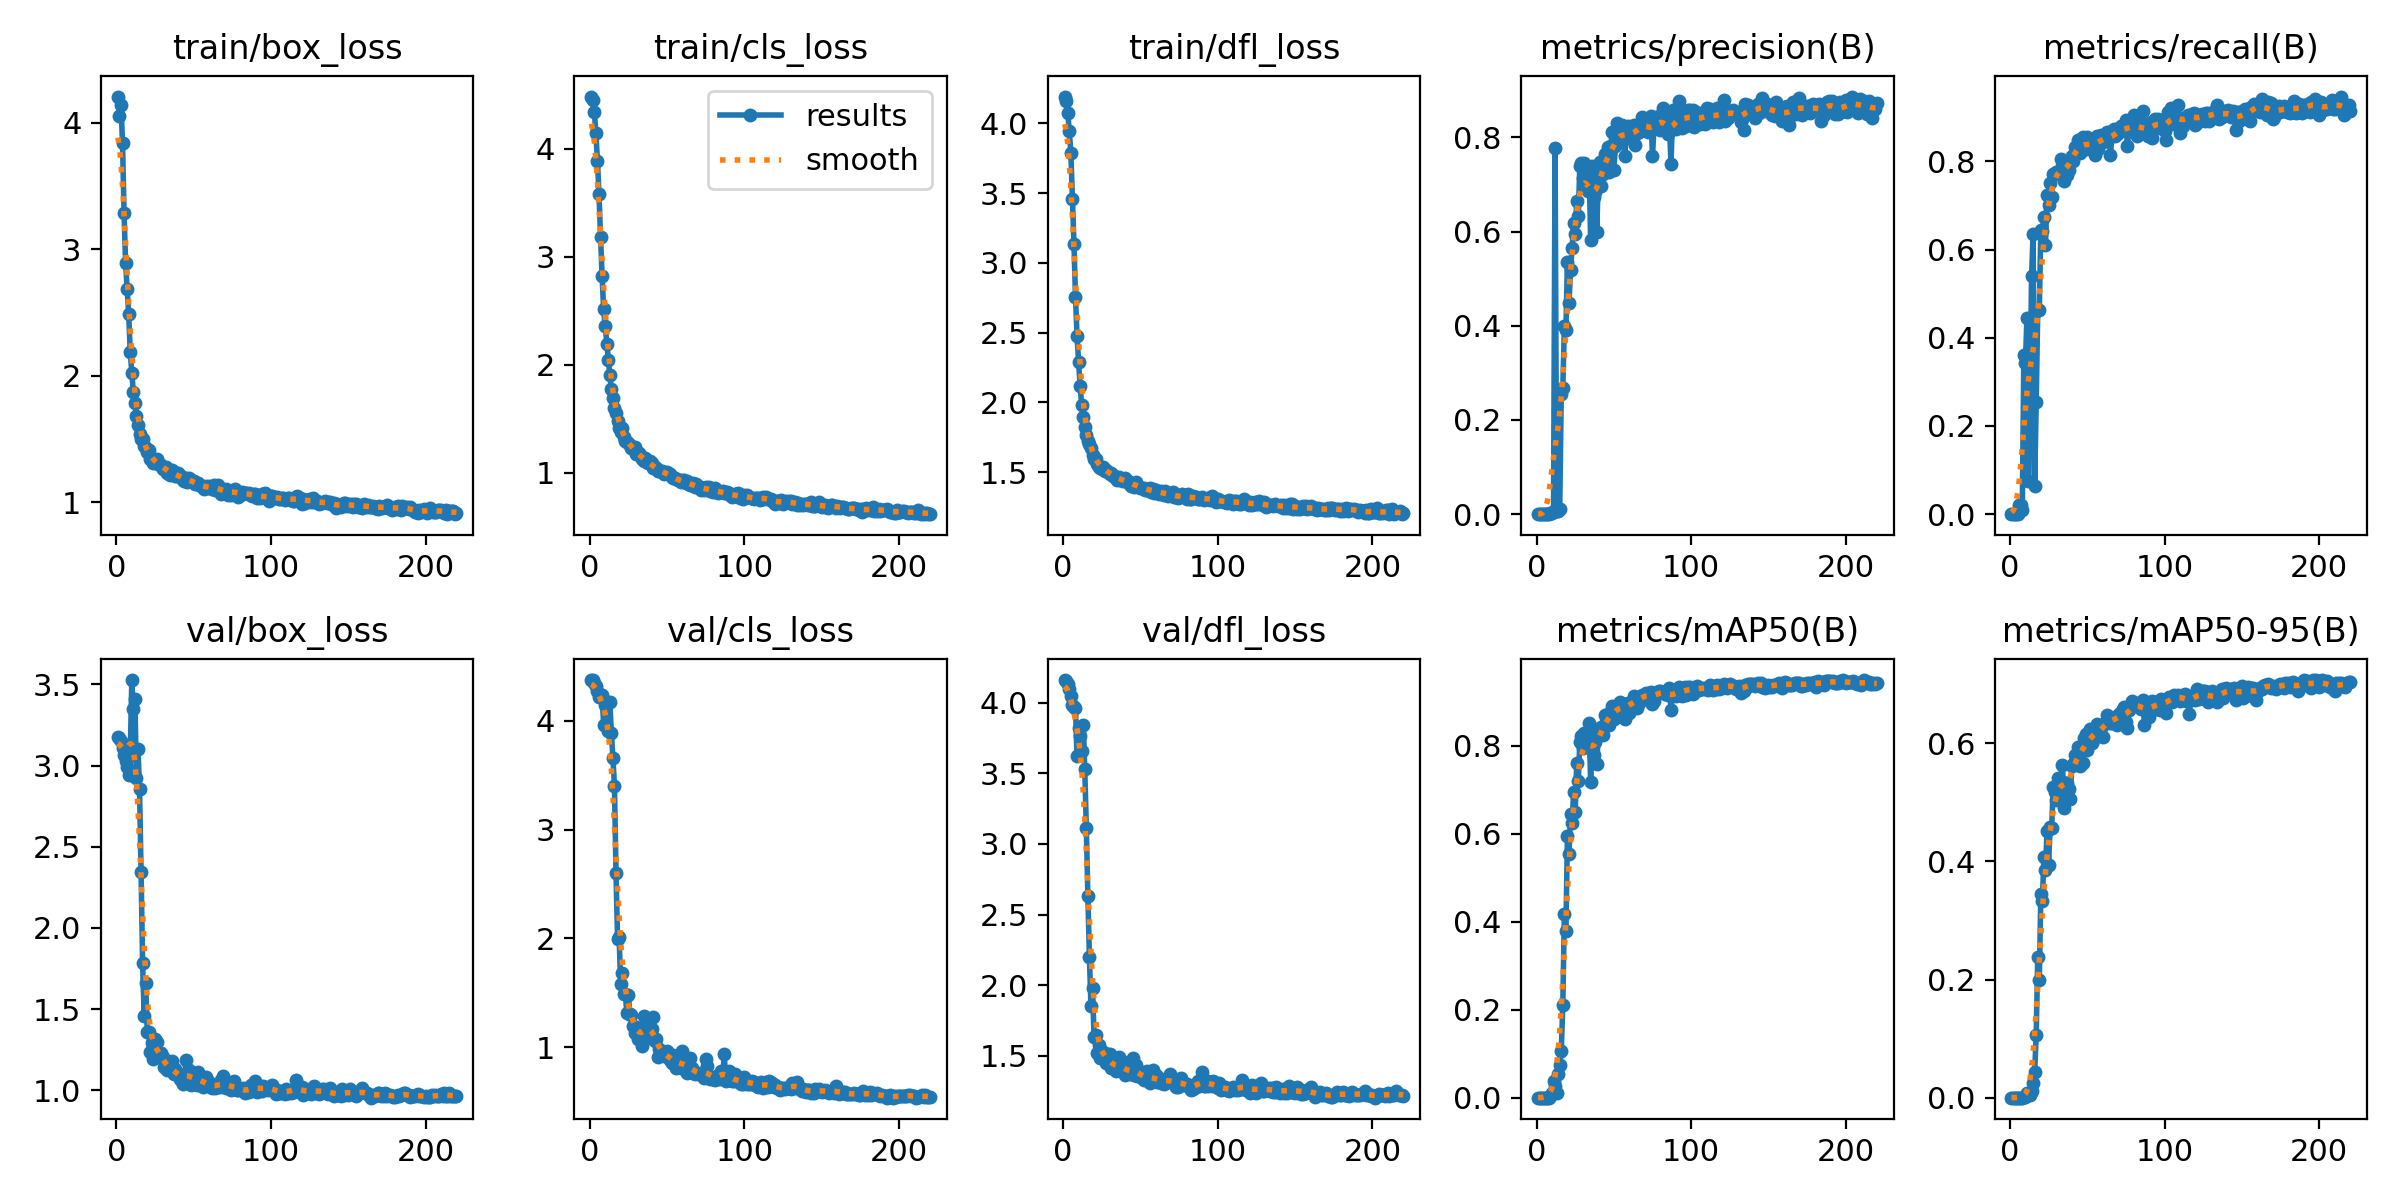 train/box_loss
4
3
2
1
0 100 200
train/cls_loss
results
smooth
4
3
2
1
0 100 200
train/dfl_loss
4.0
3.5
3.0
2.5
2.0
1.5
0 100 200
metrics/precision(B)
0.8
0.6
0.4
0.2
0.0
0 100 200
metrics/recall(B)
0.8
0.6
0.4
0.2
0.0
0 100 200
val/box_loss
3.5
3.0
2.5
2.0
1.5
1.0
0 100 200
val/cls_loss
4
3
2
1
0 100 200
val/dfl_loss
4.0
3.5
3.0
2.5
2.0
1.5
0 100 200
metrics/mAP50(B)
0.8
0.6
0.4
0.2
0.0
0 100 200
metrics/mAP50-95(B)
0.6
0.4
0.2
0.0
0 100 200